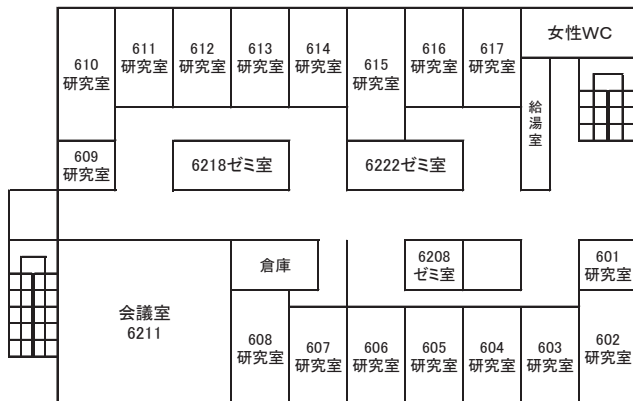 女性WC
610
研究室
611
研究室
612
研究室
613
研究室
614
研究室
615
研究室
616
研究室
617
研究室
給湯室
609
研究室
6218ゼミ室
6222ゼミ室
倉庫
6208
ゼミ室
601
研究室
会議室
6211
608
研究室
607
研究室
606
研究室
605
研究室
604
研究室
603
研究室
602
研究室